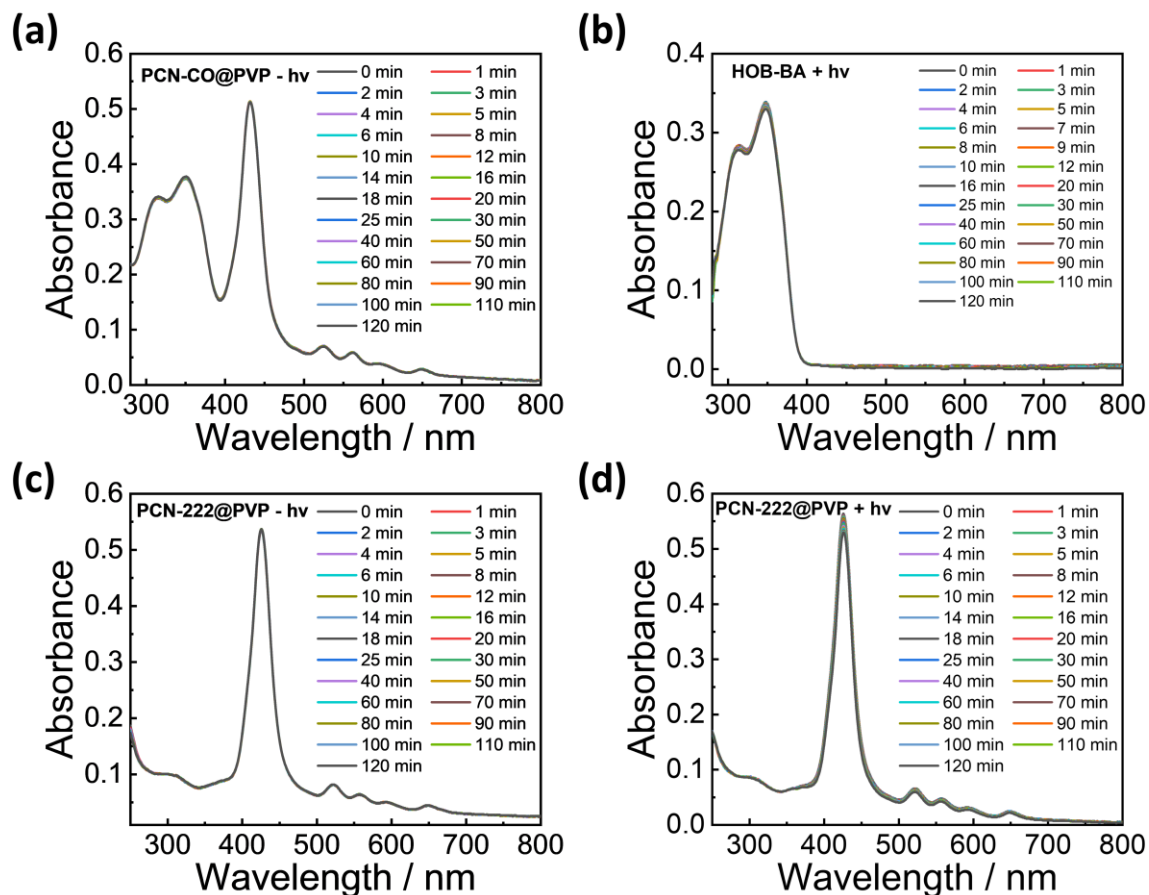 (a)
PCN-CO@PVP - hv
0 min 1 min
2 min 3 min
4 min 5 min
6 min 8 min
10 min 12 min
14 min 16 min
18 min 20 min
25 min 30 min
40 min 50 min
60 min 70 min
80 min 90 min
100 min 110 min
120 min
0.6
0.5
0.4
0.3
0.2
0.1
0.0
Absorbance
300 400 500 600 700 800
Wavelength / nm
(b)
HOB-BA + hv
0 min 1 min
2 min 3 min
4 min 5 min
6 min 7 min
8 min 9 min
10 min 12 min
16 min 20 min
25 min 30 min
40 min 50 min
60 min 70 min
80 min 90 min
100 min 110 min
120 min
0.4
0.3
0.2
0.1
0.0
Absorbance
300 400 500 600 700 800
Wavelength / nm
(c)
PCN-222@PVP - hv
0 min 1 min
2 min 3 min
4 min 5 min
6 min 8 min
10 min 12 min
14 min 16 min
18 min 20 min
25 min 30 min
40 min 50 min
60 min 70 min
80 min 90 min
100 min 110 min
120 min
0.6
0.5
0.4
0.3
0.2
0.1
Absorbance
300 400 500 600 700 800
Wavelength / nm
(d)
PCN-222@PVP + hv
0 min 1 min
2 min 3 min
4 min 5 min
6 min 8 min
10 min 12 min
14 min 16 min
18 min 20 min
25 min 30 min
40 min 50 min
60 min 70 min
80 min 90 min
100 min 110 min
120 min
0.6
0.5
0.4
0.3
0.2
0.1
0.0
Absorbance
300 400 500 600 700 800
Wavelength / nm